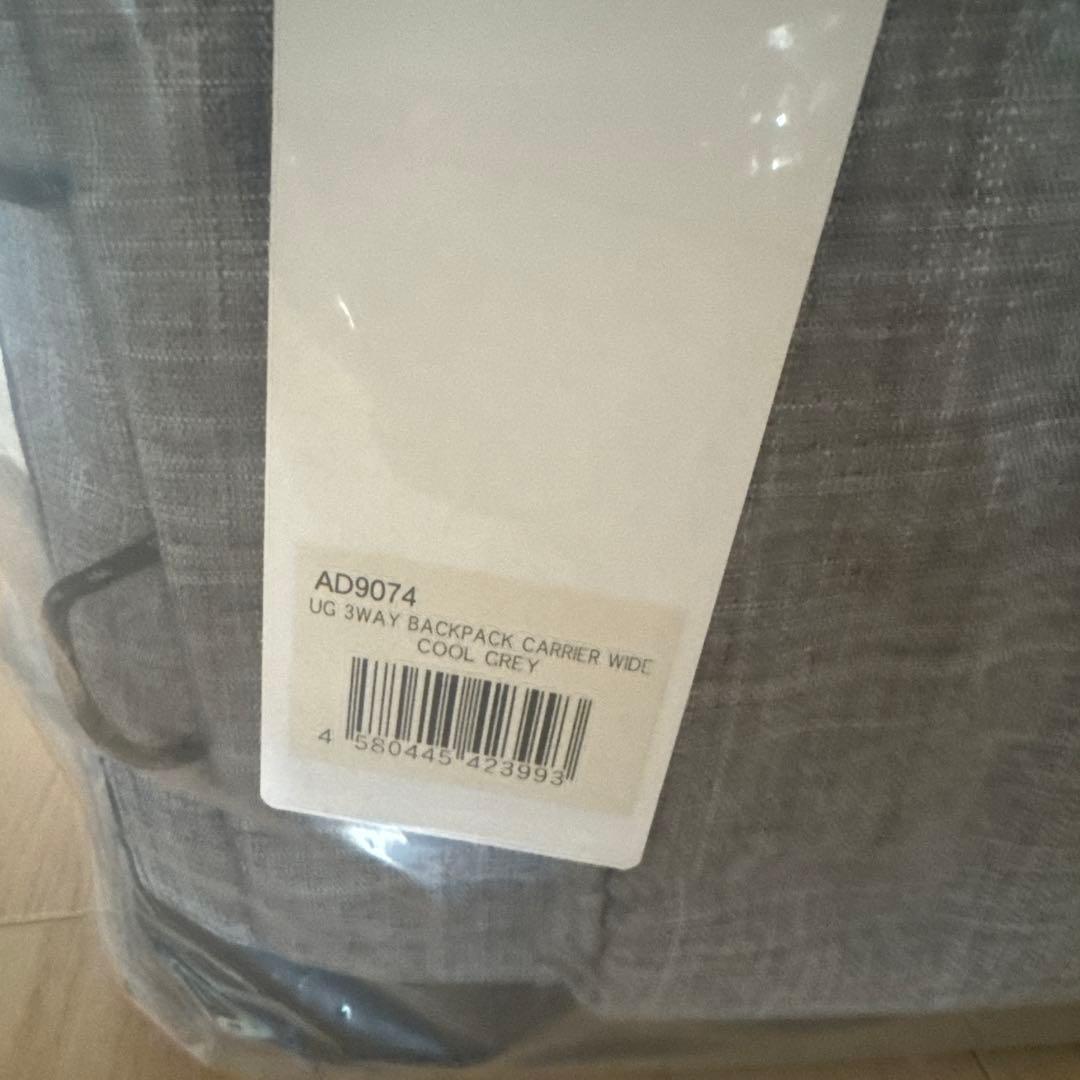 AD9074
UG 3WAY BACKPACK CARRIER WIDE
COOL GREY
4 580445 423993